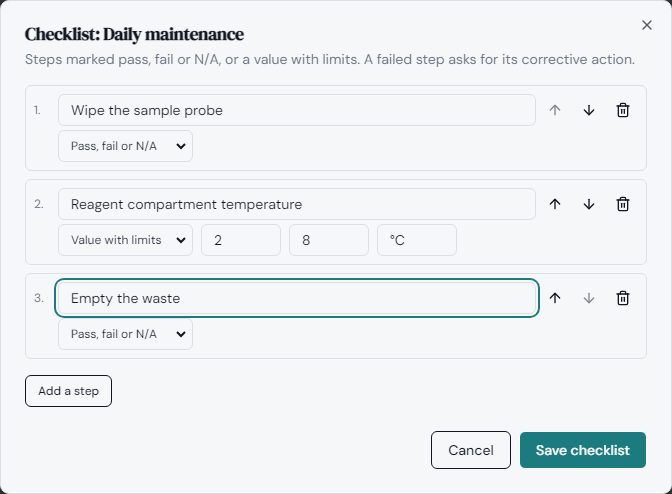 Checklist: Daily maintenance
Steps marked pass, fail or N/A, or a value with limits. A failed step asks for its corrective action.
1. Wipe the sample probe
Pass, fail or N/A
2. Reagent compartment temperature
Value with limits 2 8 °C
3. Empty the waste
Pass, fail or N/A
Add a step
Cancel Save checklist